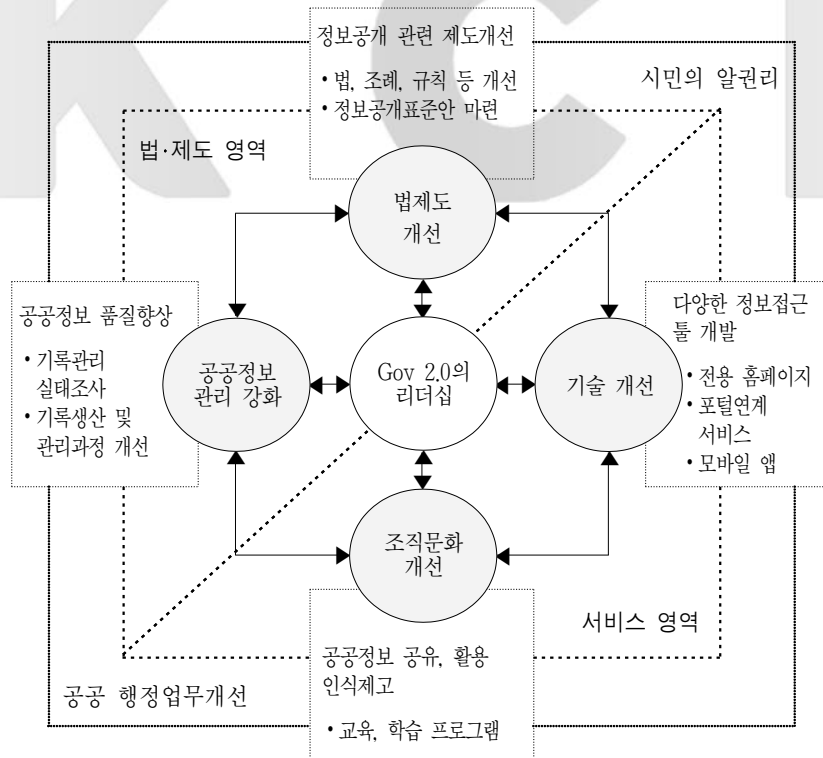 정보공개 관련 제도개선
• 법, 조례, 규칙 등 개선
• 정보공개표준안 마련
시민의 알권리
법·제도 영역
법제도
개선
공공정보 품질향상
• 기록관리
실태조사
• 기록생산 및
관리과정 개선
공공정보
관리 강화
Gov 2.0의
리더십
기술 개선
다양한 정보접근
툴 개발
• 전용 홈페이지
• 포털연계
서비스
• 모바일 앱
조직문화
개선
서비스 영역
공공정보 공유, 활용
인식제고
• 교육, 학습 프로그램
공공 행정업무개선
K C I